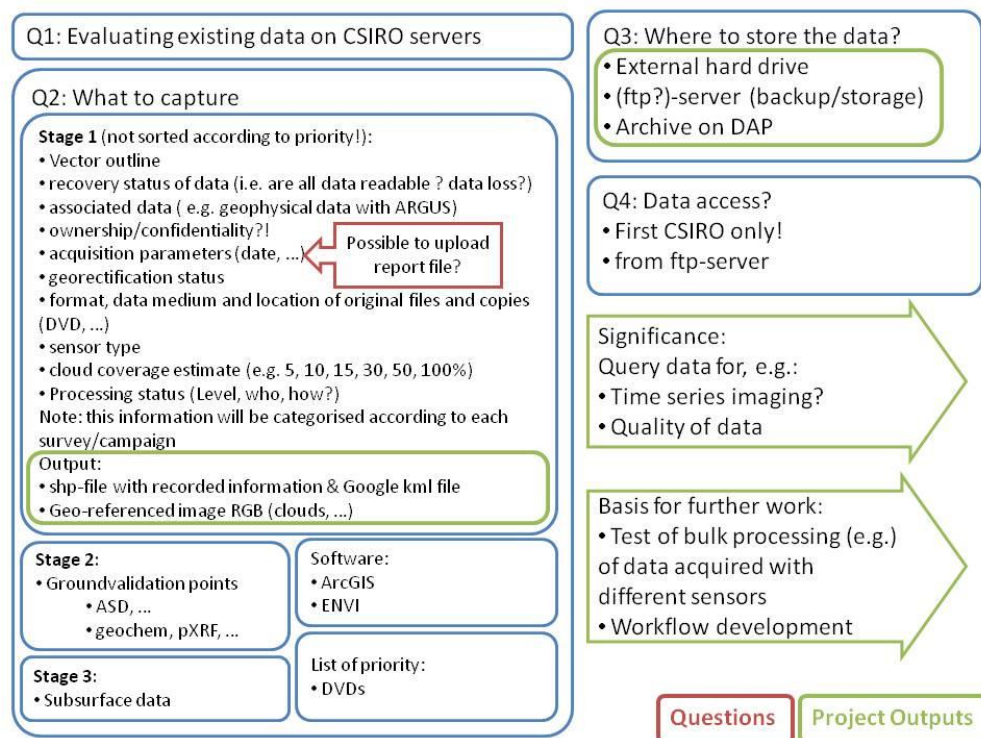 Q1: Evaluating existing data on CSIRO servers
Q2: What to capture
Stage 1 (not sorted according to priority!):
• Vector outline
• recovery status of data (i.e. are all data readable ? data loss?)
• associated data ( e.g. geophysical data with ARGUS)
• ownership/confidentiality?!
• acquisition parameters (date, ...)
Possible to upload
report file?
• georectification status
• format, data medium and location of original files and copies
(DVD, ...)
• sensor type
• cloud coverage estimate (e.g. 5, 10, 15, 30, 50, 100%)
• Processing status (Level, who, how?)
Note: this information will be categorised according to each
survey/campaign
Output:
• shp-file with recorded information & Google kml file
• Geo-referenced image RGB (clouds, ...)
Stage 2:
• Groundvalidation points
• ASD, ...
• geochem, pXRF, ...
Stage 3:
• Subsurface data
Software:
• ArcGIS
• ENVI
List of priority:
• DVDs
Q3: Where to store the data?
• External hard drive
• (ftp?)-server (backup/storage)
• Archive on DAP
Q4: Data access?
• First CSIRO only!
• from ftp-server
Significance:
Query data for, e.g.:
• Time series imaging?
• Quality of data
Basis for further work:
• Test of bulk processing (e.g.)
of data acquired with
different sensors
• Workflow development
Questions
Project Outputs